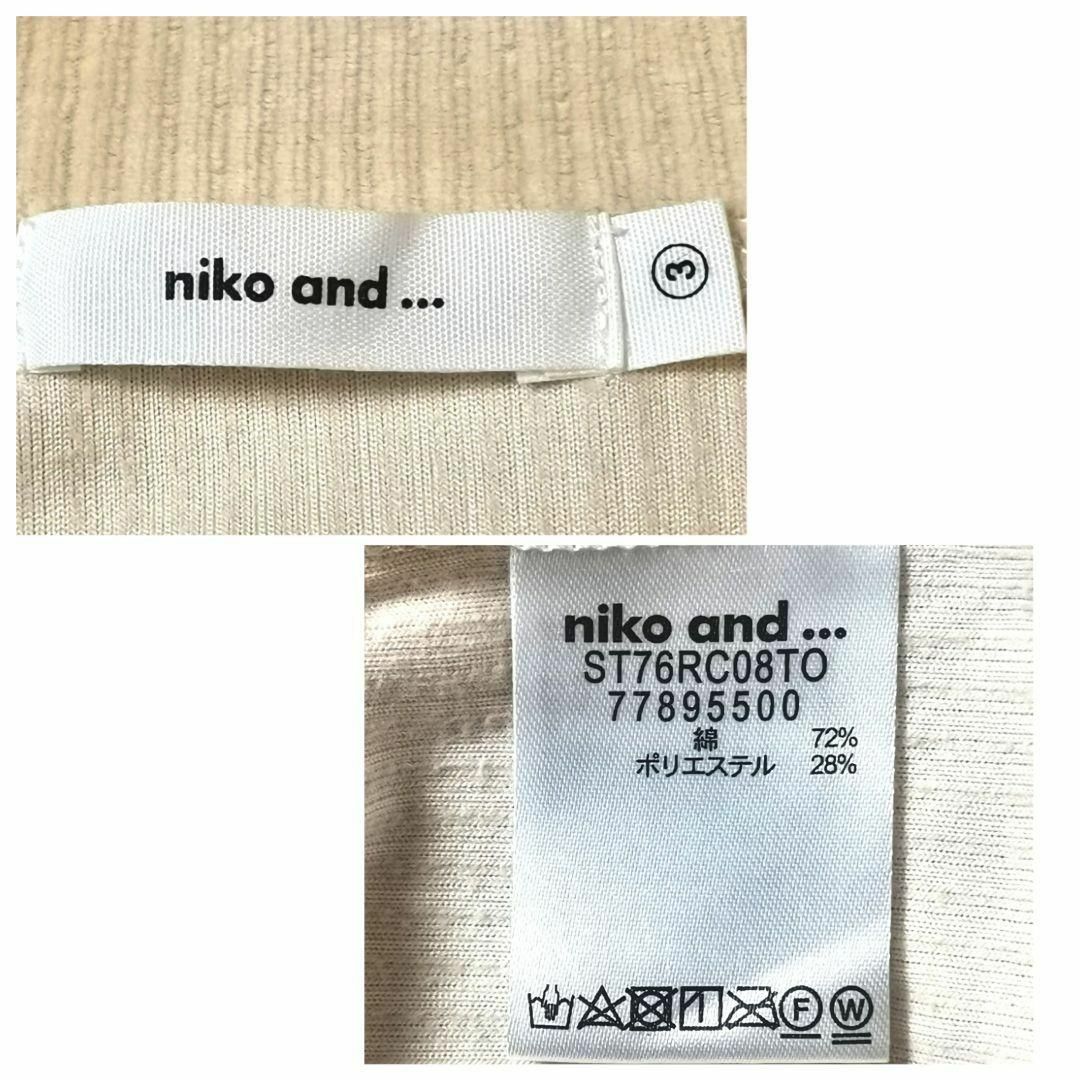 niko and ...
3
niko and ...
ST76RC08TO
77895500
綿 72%
ポリエステル 28%
F W